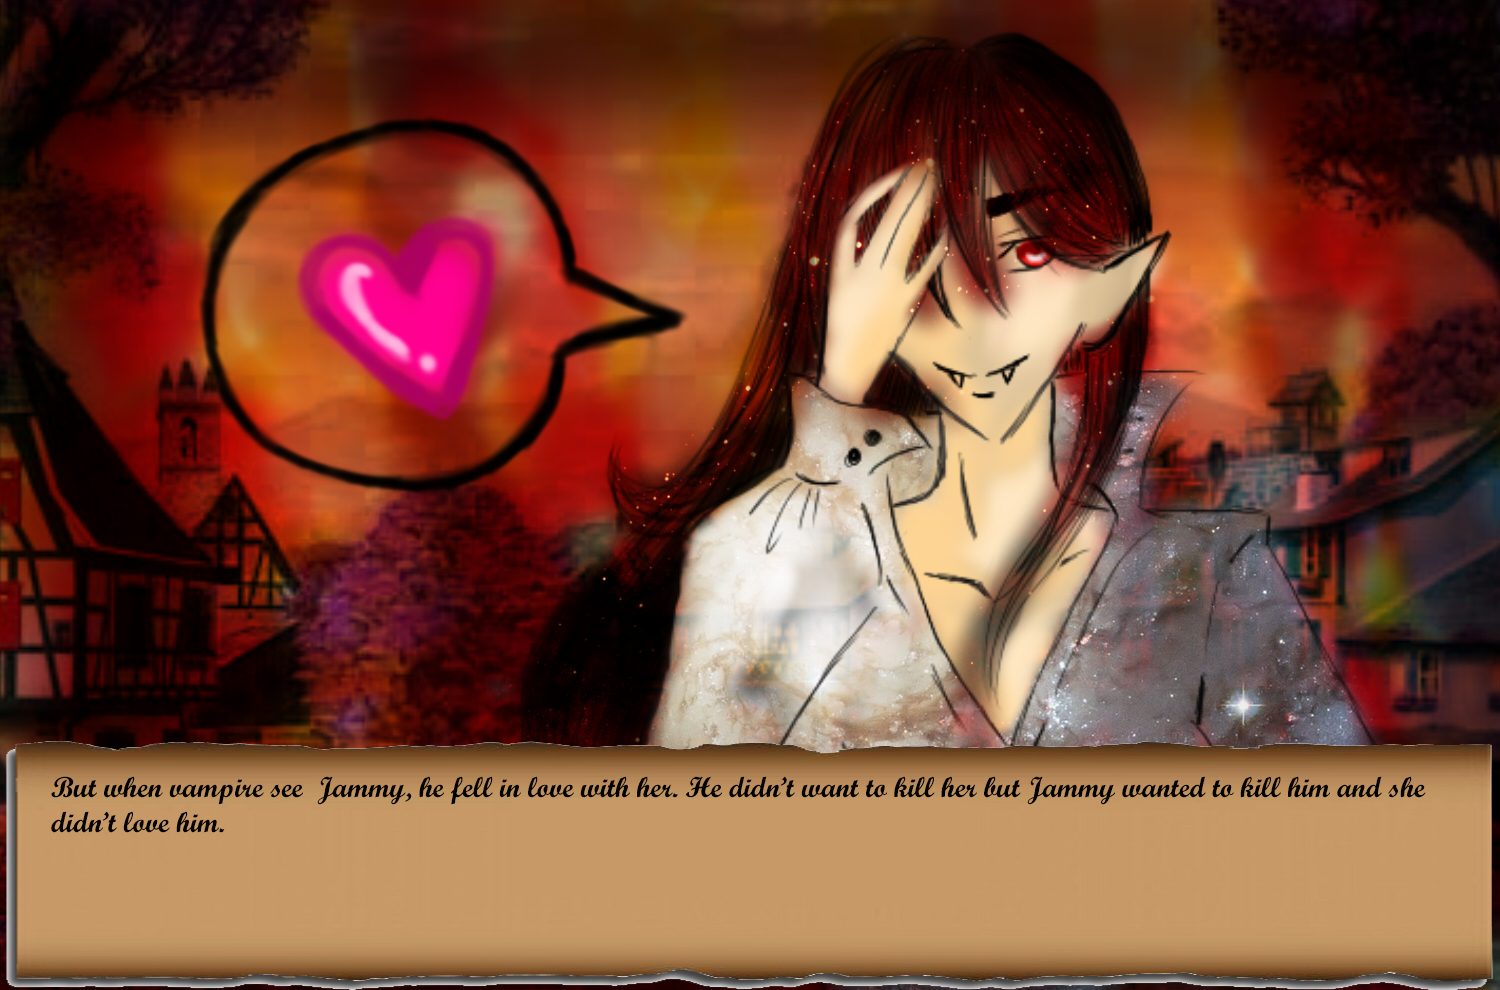 But when vampire see  Jammy, he fell in love with her. He didn't want to kill her but Jammy wanted to kill him and she
didn't love him.